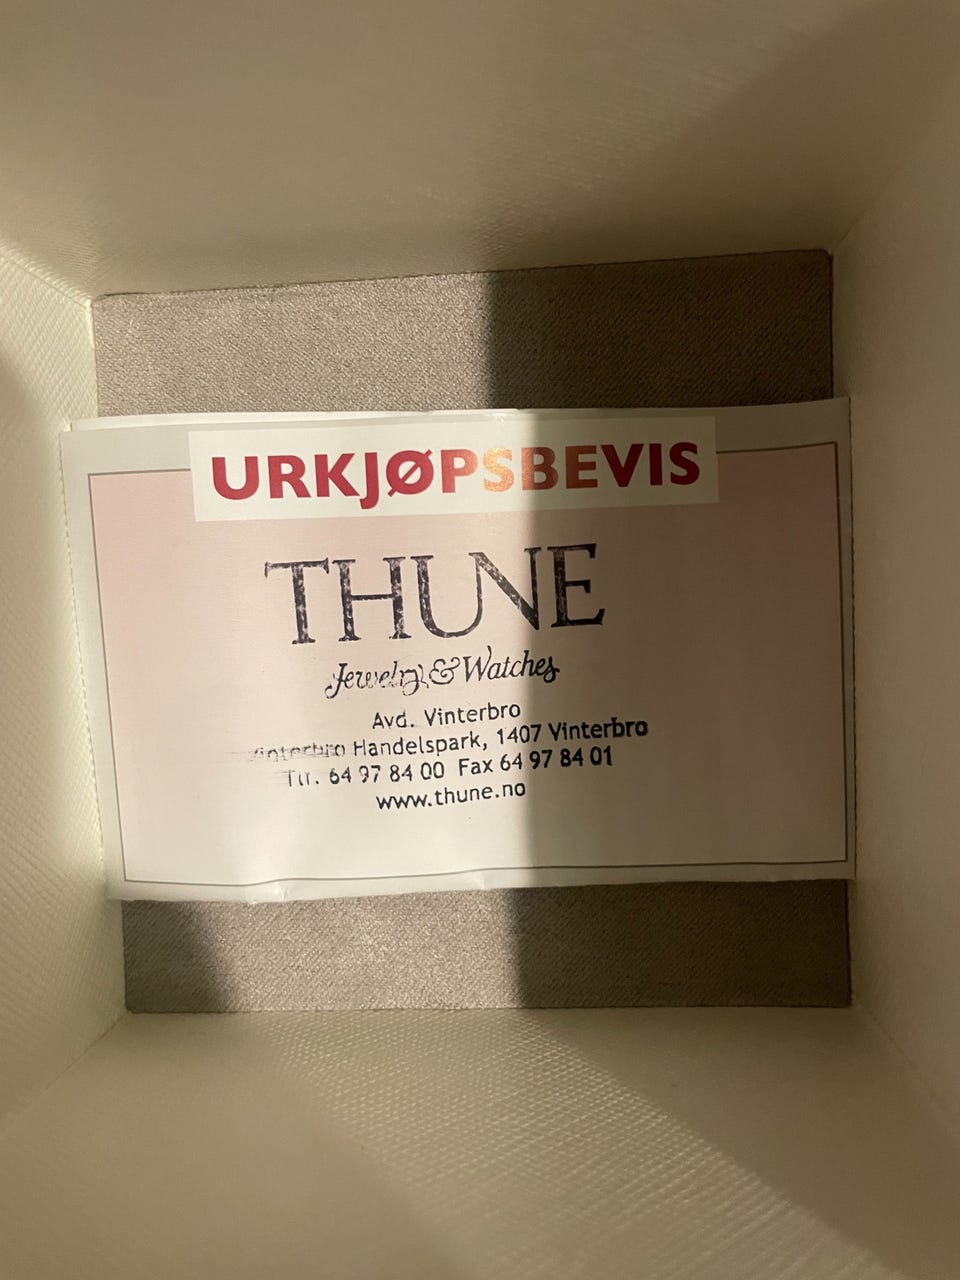 URKJØPSBEVIS
THUNE
Jewelry & Watches
Avd. Vinterbro
Vinterbro Handelspark, 1407 Vinterbro
Tlf. 64 97 84 00 Fax 64 97 84 01
www.thune.no